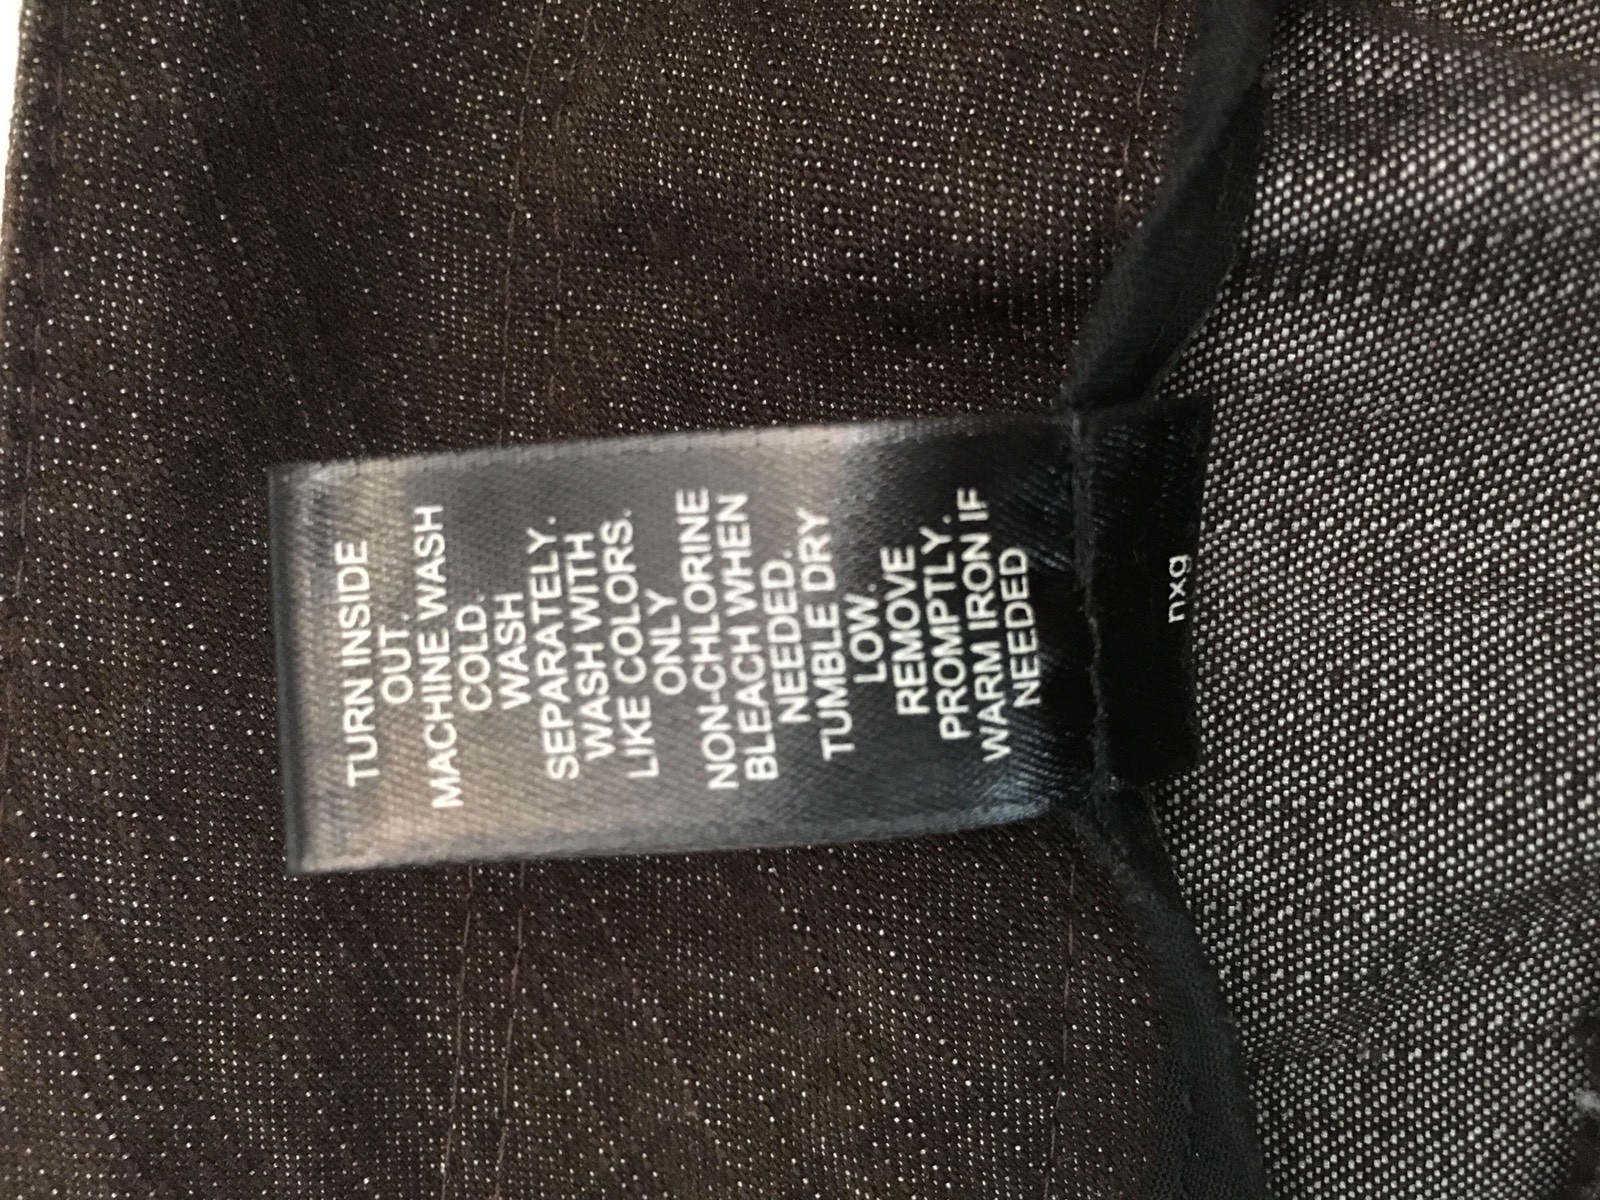 TURN INSIDE
OUT.
MACHINE WASH
COLD.
WASH
SEPARATELY.
WASH WITH
LIKE COLORS.
ONLY
NON-CHLORINE
BLEACH WHEN
NEEDED.
TUMBLE DRY
LOW.
REMOVE
PROMPTLY.
WARM IRON IF
NEEDED
nxg